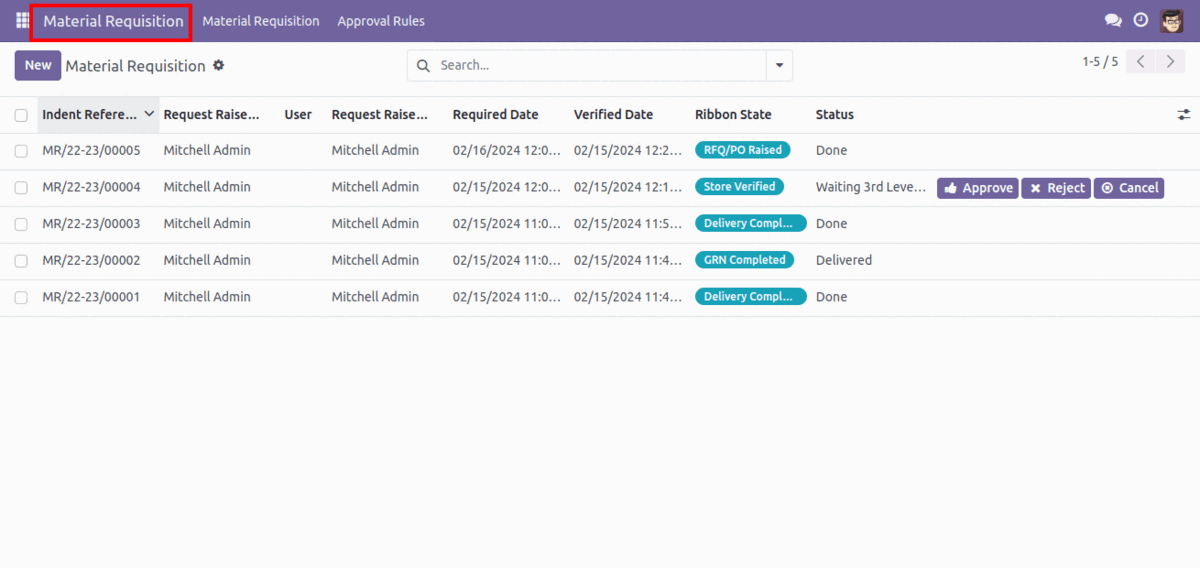 Material Requisition Material Requisition Approval Rules
New Material Requisition Search... 1-5 / 5
Indent Refere... Request Raise... User Request Raise... Required Date Verified Date Ribbon State Status
MR/22-23/00005 Mitchell Admin Mitchell Admin 02/16/2024 12:0... 02/15/2024 12:2... RFQ/PO Raised Done
MR/22-23/00004 Mitchell Admin Mitchell Admin 02/15/2024 12:0... 02/15/2024 12:1... Store Verified Waiting 3rd Leve... Approve Reject Cancel
MR/22-23/00003 Mitchell Admin Mitchell Admin 02/15/2024 11:0... 02/15/2024 11:5... Delivery Compl... Done
MR/22-23/00002 Mitchell Admin Mitchell Admin 02/15/2024 11:0... 02/15/2024 11:4... GRN Completed Delivered
MR/22-23/00001 Mitchell Admin Mitchell Admin 02/15/2024 11:0... 02/15/2024 11:4... Delivery Compl... Done